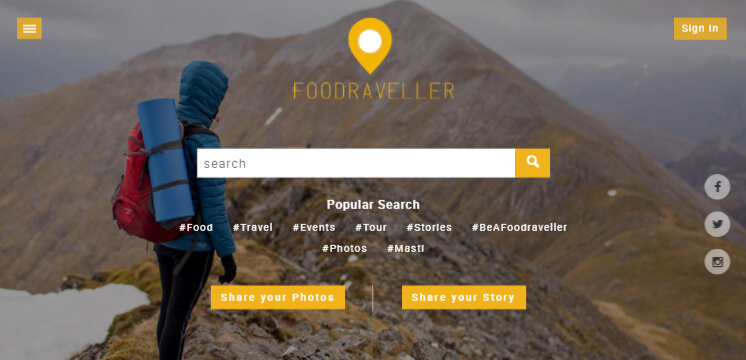 Sign In
FOODRAVELLER
search
Popular Search
#Food #Travel #Events #Tour #Stories #BeAFoodraveller
#Photos #Masti
Share your Photos Share your Story